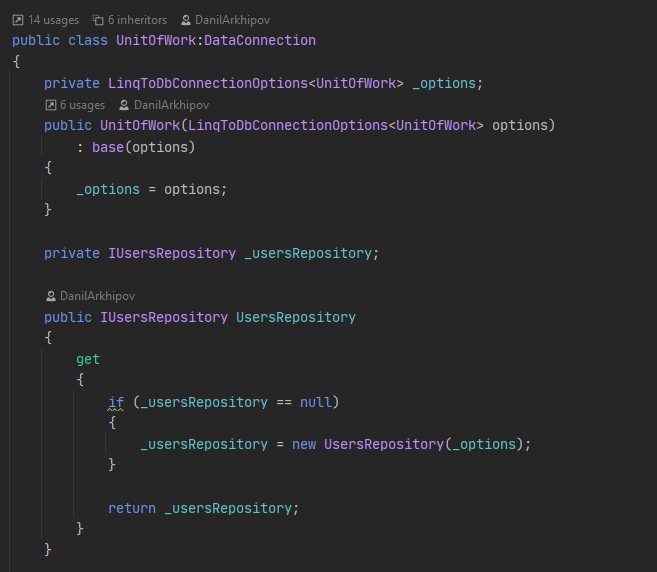 14 usages 6 inheritors DanilArkhipov
public class UnitOfWork:DataConnection
{
    private LinqToDbConnectionOptions<UnitOfWork> _options;
    6 usages DanilArkhipov
    public UnitOfWork(LinqToDbConnectionOptions<UnitOfWork> options)
        : base(options)
    {
        _options = options;
    }

    private IUsersRepository _usersRepository;

    DanilArkhipov
    public IUsersRepository UsersRepository
    {
        get
        {
            if (_usersRepository == null)
            {
                _usersRepository = new UsersRepository(_options);
            }

            return _usersRepository;
        }
    }